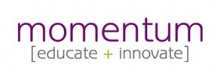 momentum
[educate + innovate]